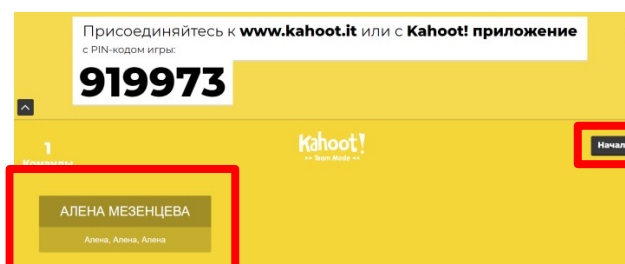 Присоединяйтесь к www.kahoot.it или с Kahoot! приложение
с PIN-кодом игры:
919973
1
Команды
Kahoot!
•• Team Mode ••
Начал
АЛЕНА МЕЗЕНЦЕВА
Алена, Алена, Алена